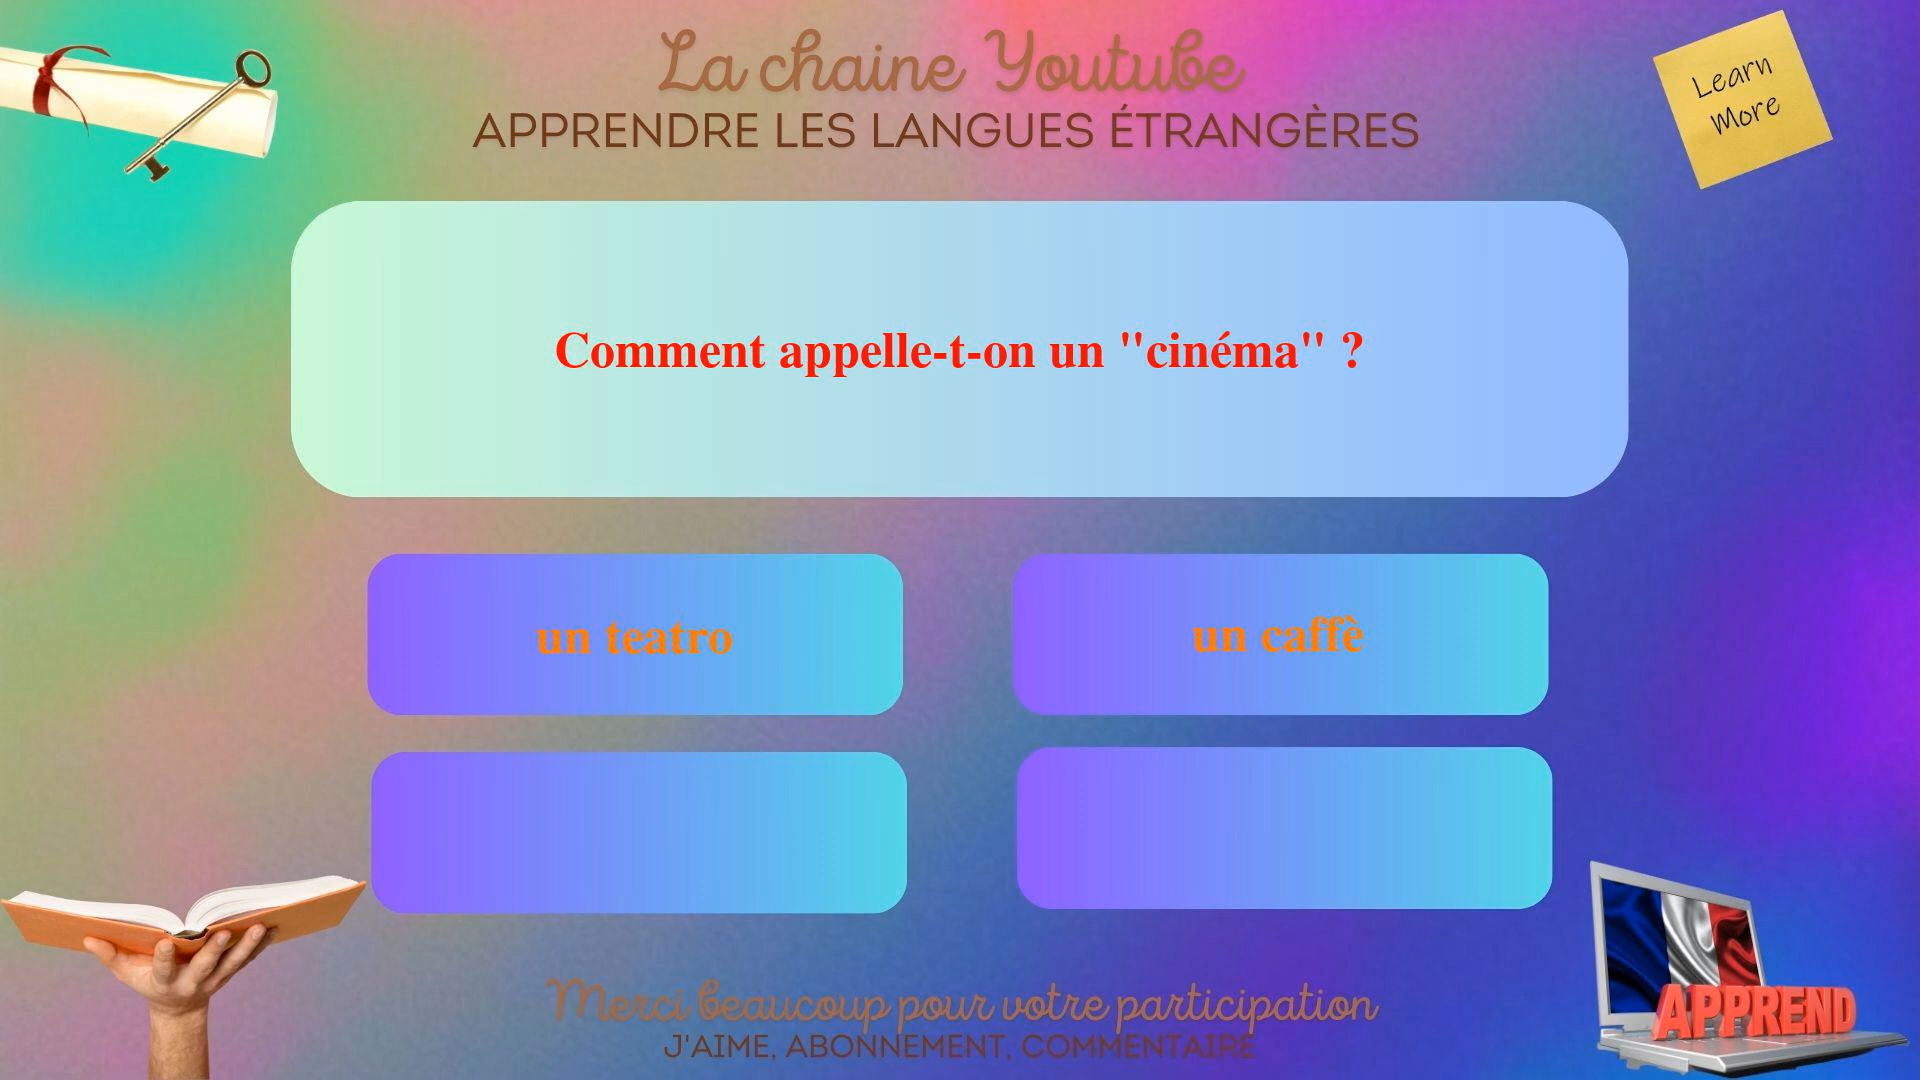 La chaine Youtube
APPRENDRE LES LANGUES ÉTRANGÈRES
Learn
More
Comment appelle-t-on un "cinéma" ?
un teatro
un caffè
APPREND
Merci beaucoup pour votre participation
J'AIME, ABONNEMENT, COMMENTAIRE